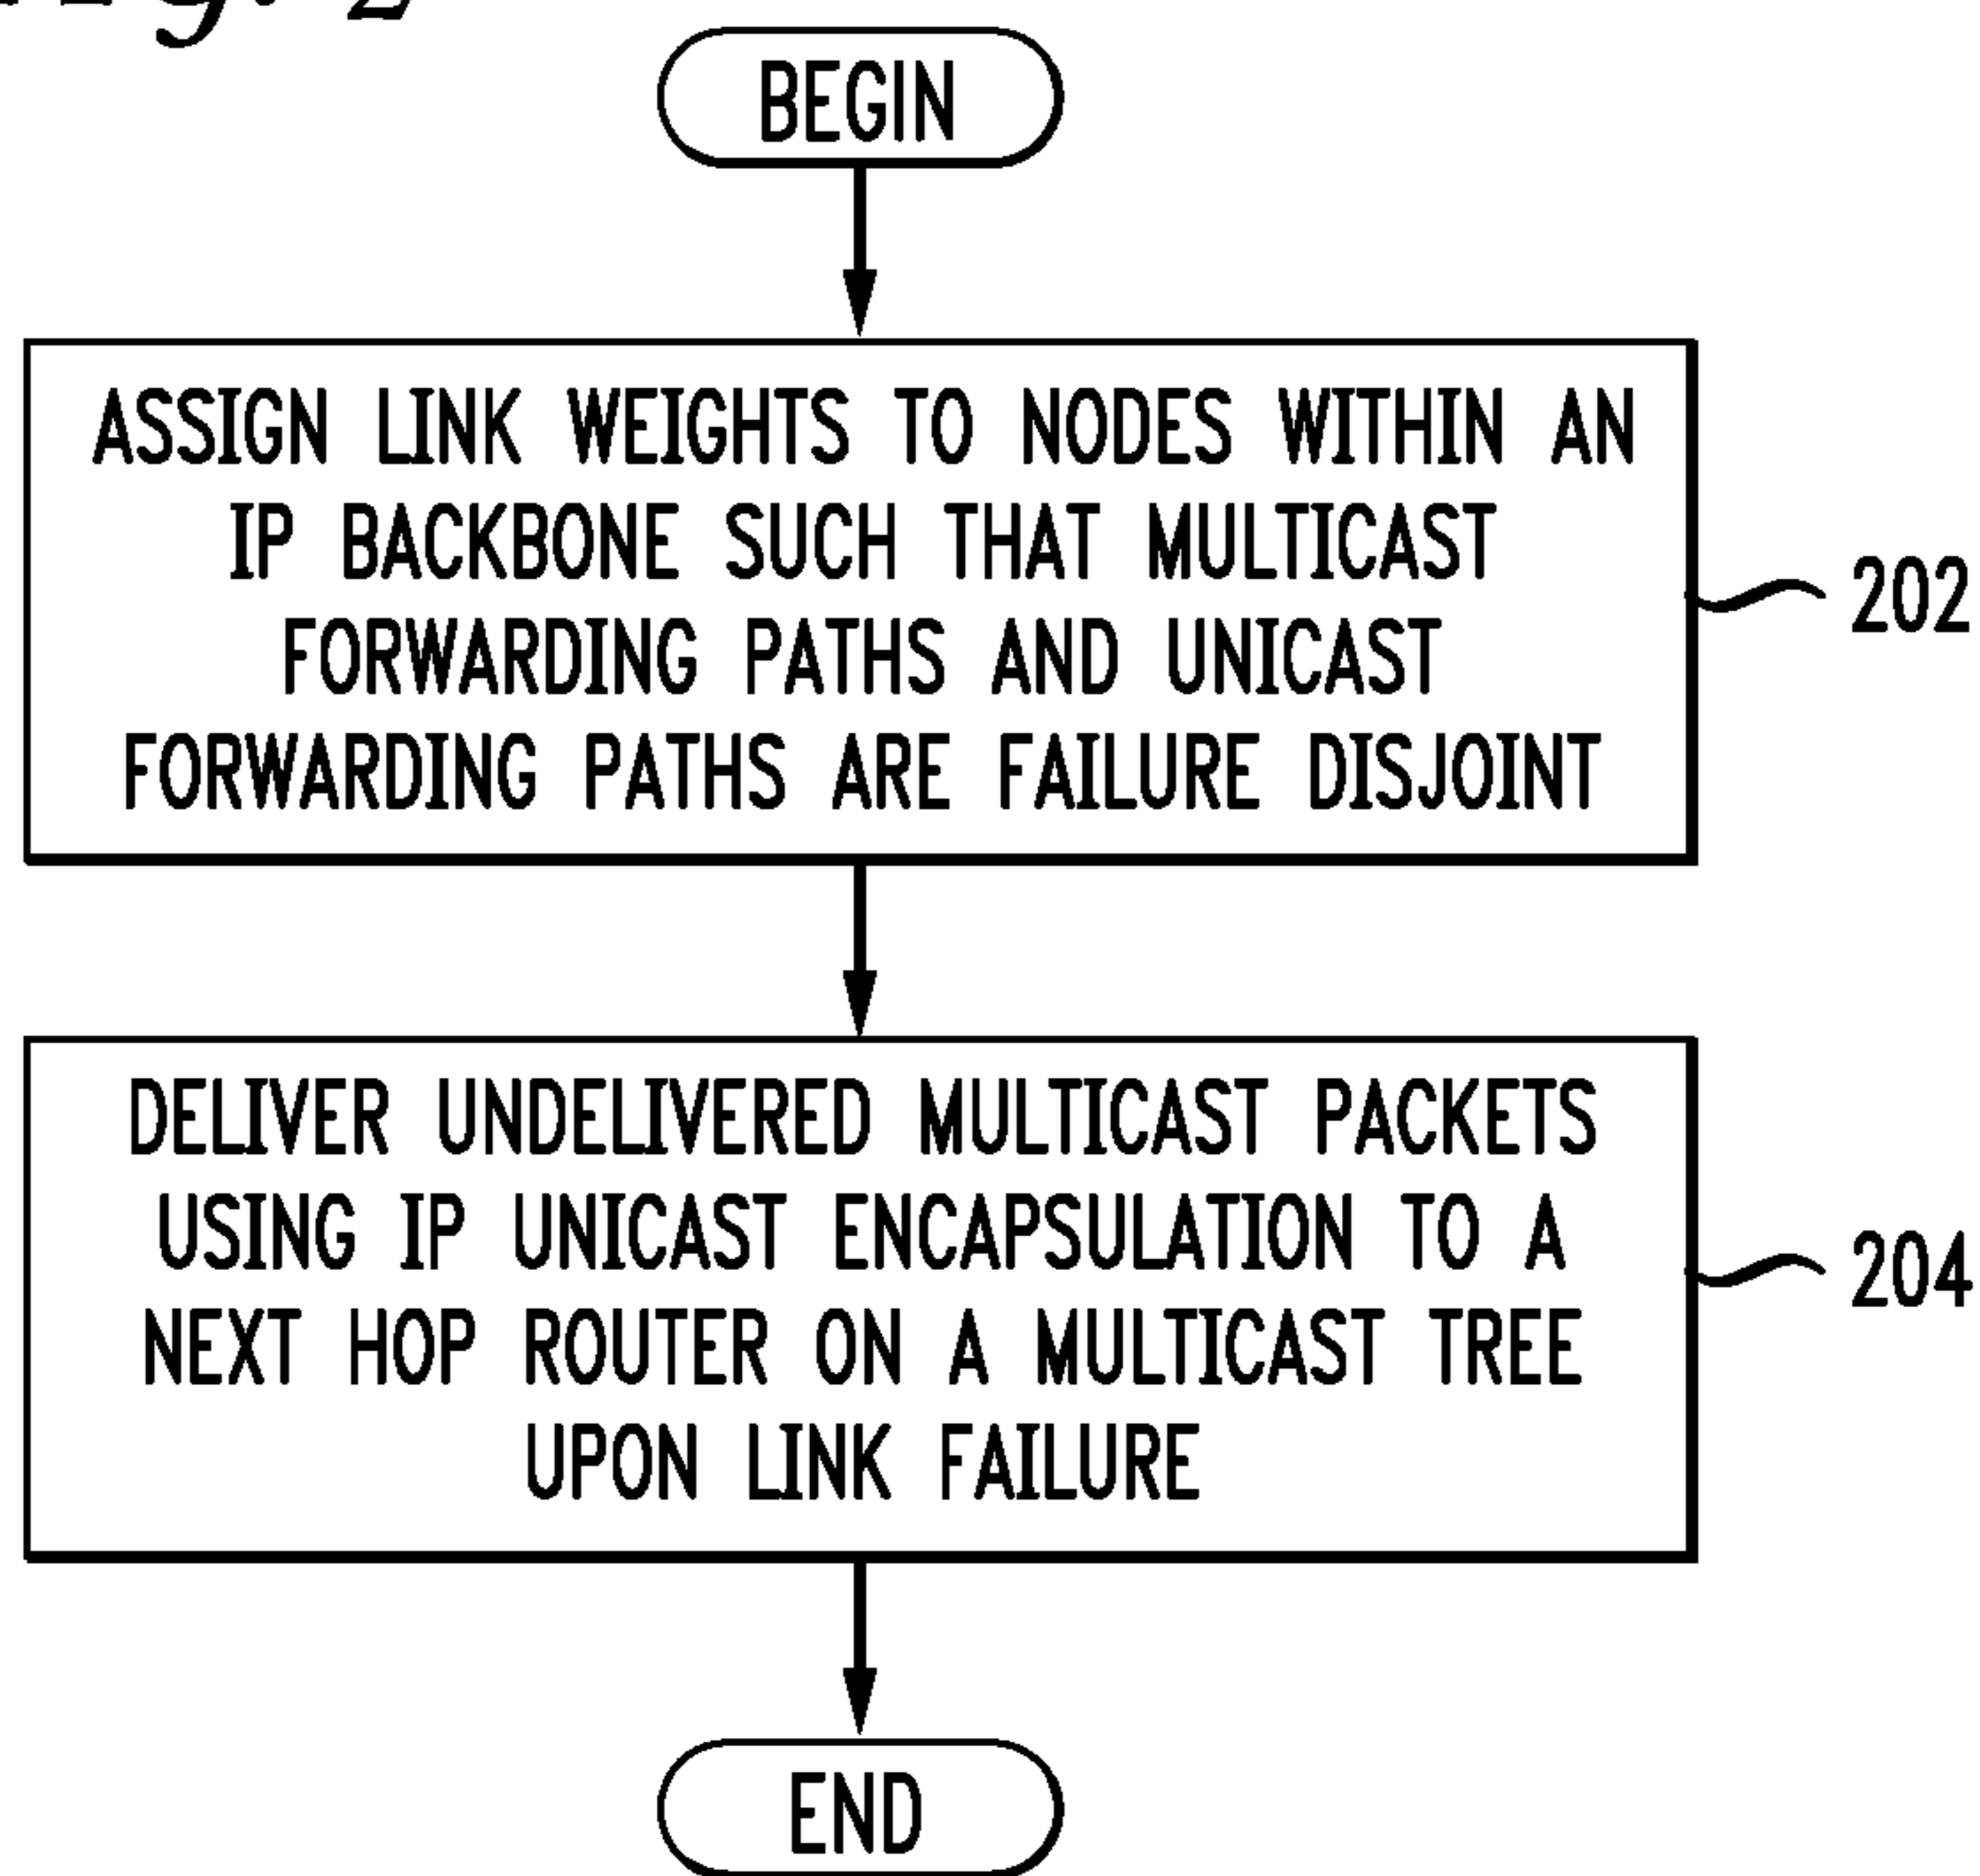 BEGIN
ASSIGN LINK WEIGHTS TO NODES WITHIN AN
IP BACKBONE SUCH THAT MULTICAST
FORWARDING PATHS AND UNICAST
FORWARDING PATHS ARE FAILURE DISJOINT
202
DELIVER UNDELIVERED MULTICAST PACKETS
USING IP UNICAST ENCAPSULATION TO A
NEXT HOP ROUTER ON A MULTICAST TREE
UPON LINK FAILURE
204
END